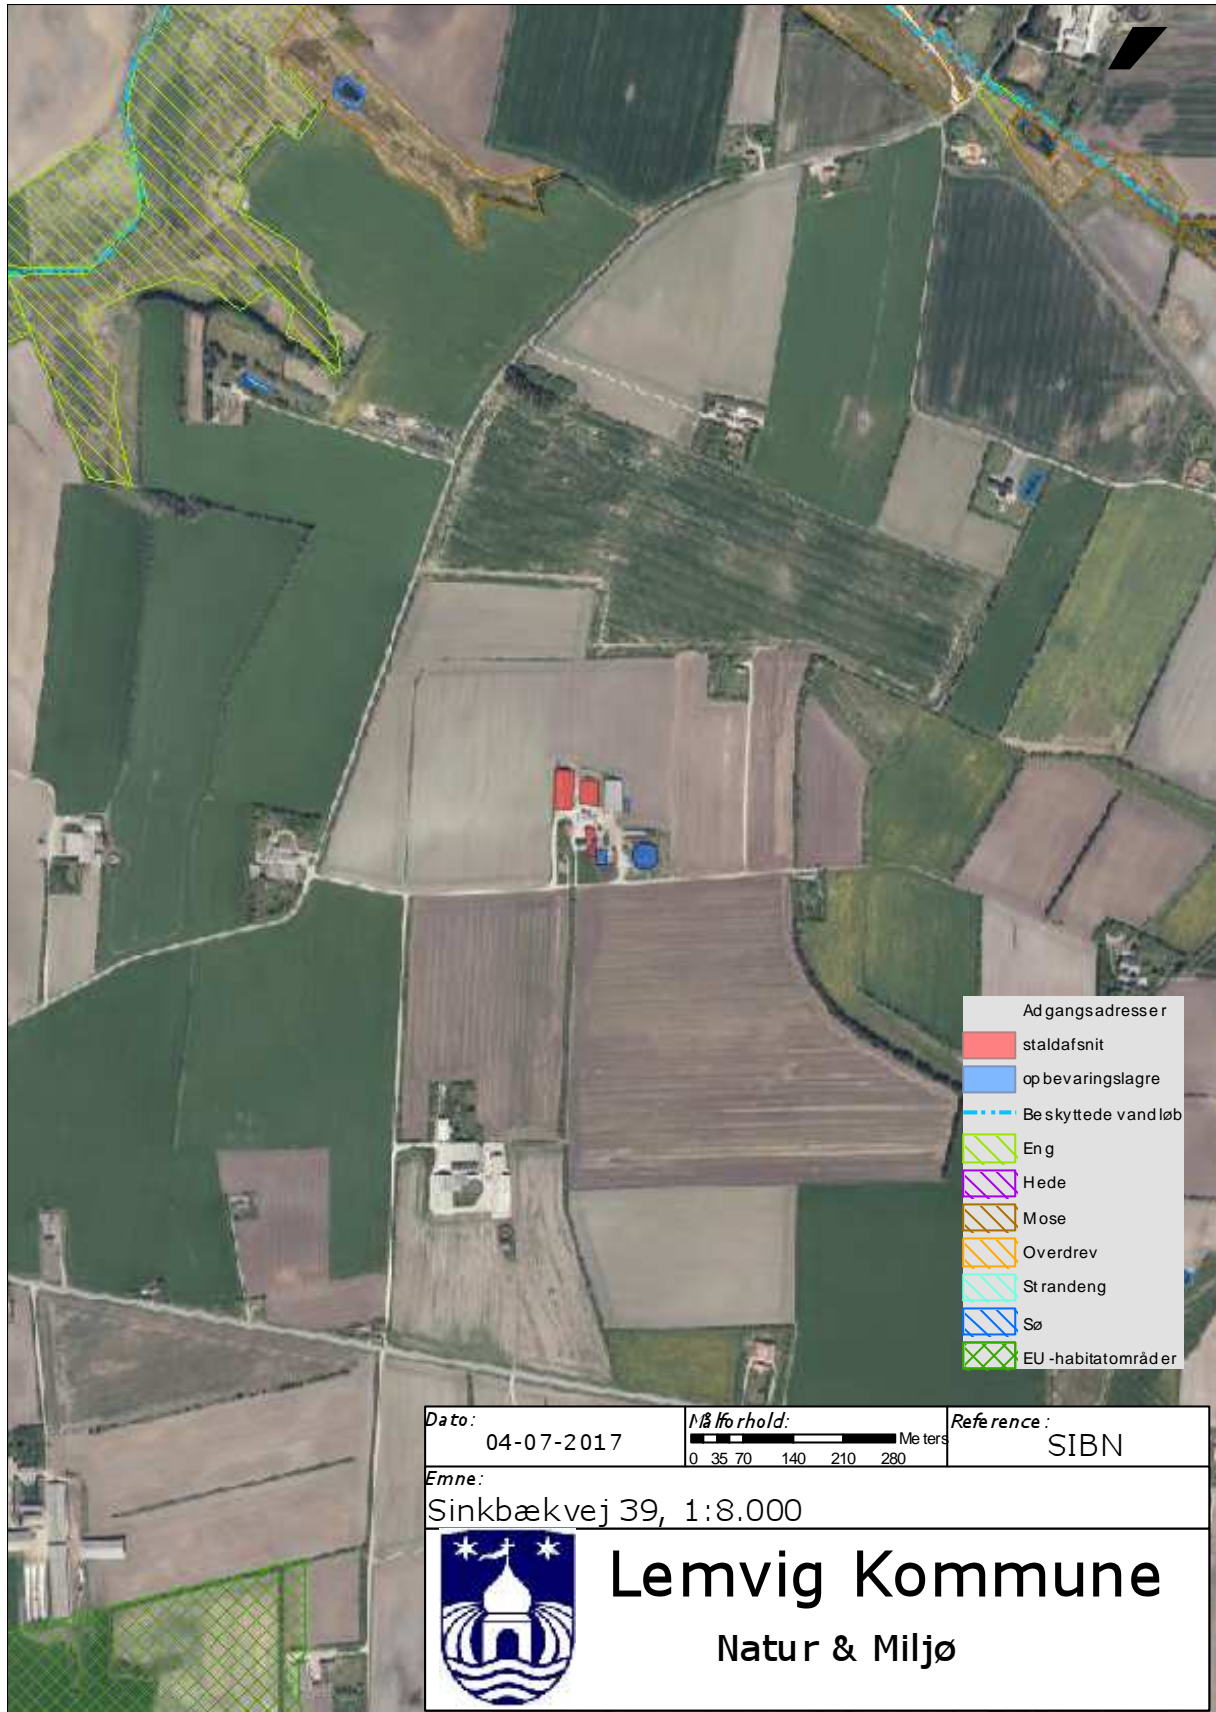 Adgangsadresser
staldafsnit
opbevaringslagre
Beskyttede vandløb
Eng
Hede
Mose
Overdrev
Strandeng
Sø
EU-habitatområder
Dato:
04-07-2017
Målforhold:
Meters
0 35 70 140 210 280
Reference:
SIBN
Emne:
Sinkbækvej 39, 1:8.000
Lemvig Kommune
Natur & Miljø